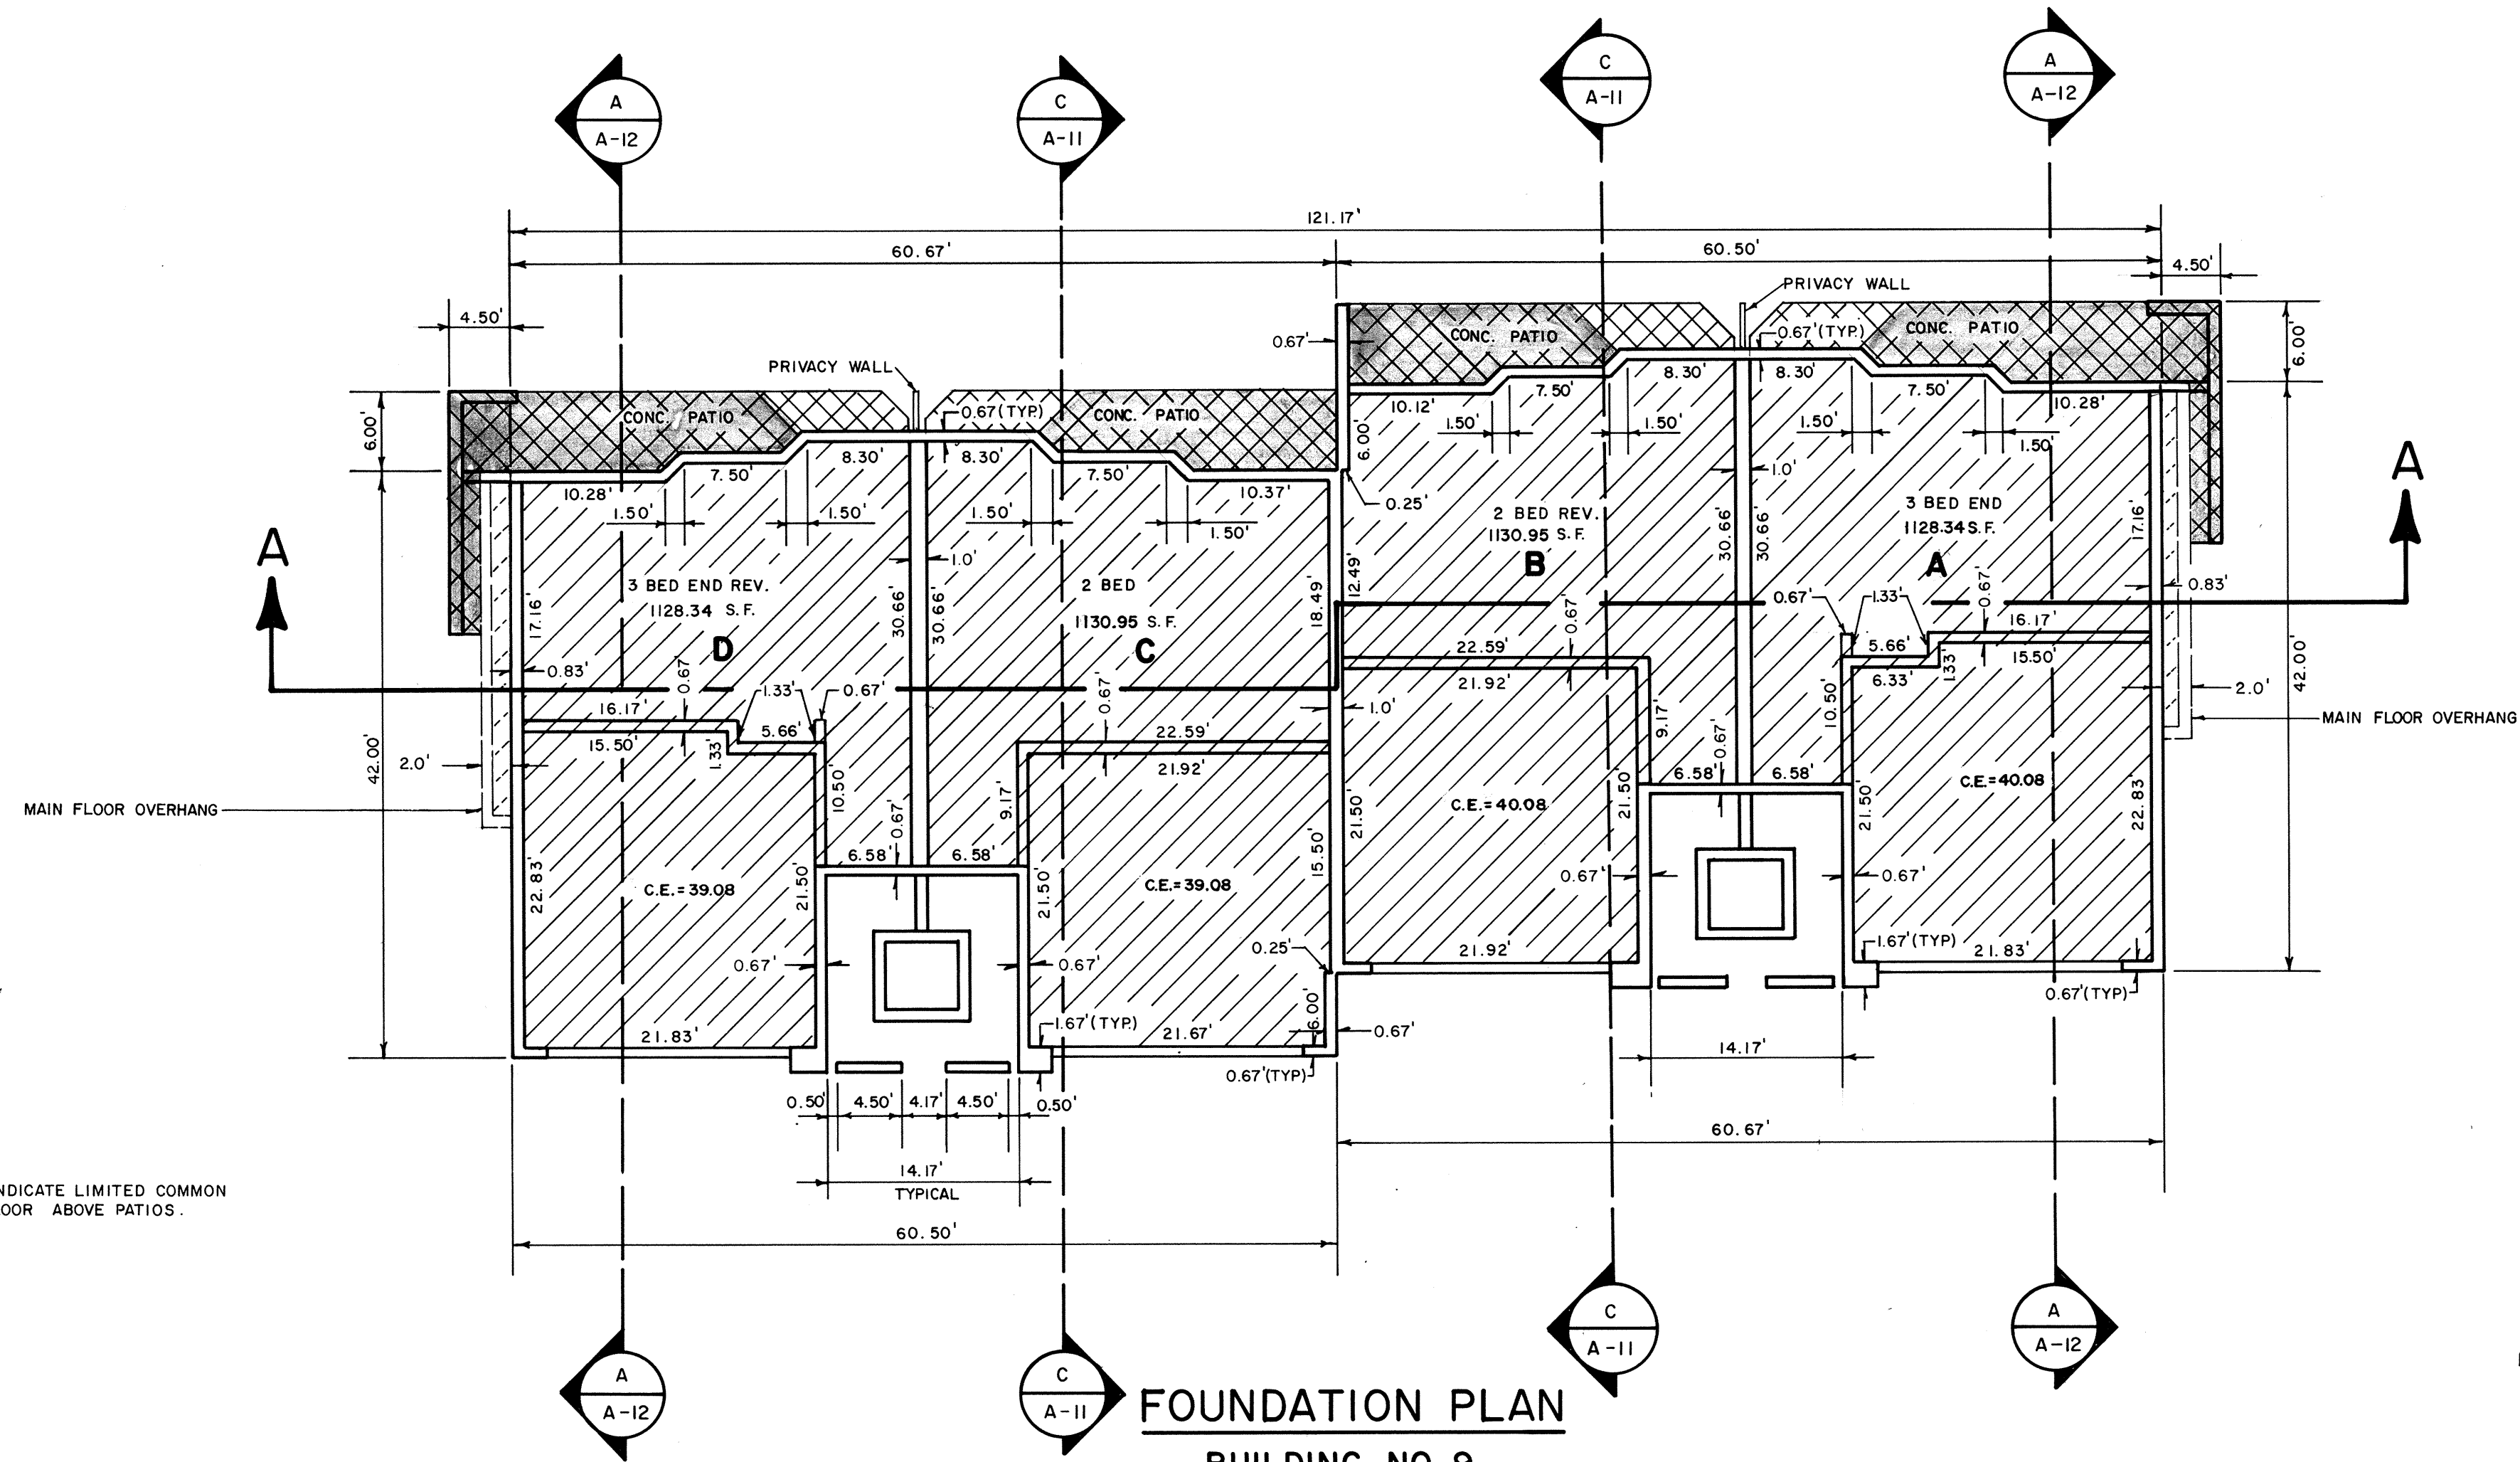 C
A-11
A
A-12
A
A-12
C
A-11
121.17'
60.67'
60.50'
4.50'
4.50'
PRIVACY WALL
PRIVACY WALL
0.67'
CONC. PATIO
0.67'(TYP.)
CONC. PATIO
6.00'
6.00'
CONC. PATIO
0.67'(TYP.)
CONC. PATIO
8.30'
8.30'
7.50'
7.50'
10.12'
10.28'
1.50'
1.50'
1.50'
1.50'
6.00'
8.30'
8.30'
7.50'
7.50'
10.28'
10.37'
1.50'
1.50'
1.50'
1.50'
1.0'
0.25'
2 BED REV.
1130.95 S.F.
B
3 BED END
1128.34 S.F.
A
30.66'
30.66'
17.16'
A
A
1.0'
3 BED END REV.
1128.34 S.F.
D
2 BED
1130.95 S.F.
C
17.16'
30.66'
30.66'
18.49'
12.49'
0.83'
0.83'
0.67'
0.67'
1.33'
0.67'
16.17'
5.66'
15.50'
6.33'
1.33'
22.59'
21.92'
9.17'
10.50'
0.67'
6.58'
6.58'
42.00'
2.0'
MAIN FLOOR OVERHANG
0.67'
1.33'
0.67'
0.67'
1.0'
16.17'
5.66'
15.50'
1.33'
22.59'
21.92'
42.00'
2.0'
MAIN FLOOR OVERHANG
10.50'
9.17'
0.67'
6.58'
6.58'
C.E.=40.08
C.E.=40.08
21.50'
21.50'
21.50'
22.83'
15.50'
C.E.=39.08
C.E.=39.08
22.83'
21.50'
21.50'
0.67'
0.67'
21.92'
21.83'
1.67'(TYP)
0.67'(TYP)
0.67'
0.67'
0.25'
6.00'
0.67'
21.83'
1.67'(TYP.)
21.67'
0.67'(TYP)
14.17'
0.50'
4.50'
4.17'
4.50'
0.50'
60.67'
14.17'
TYPICAL
NDICATE LIMITED COMMON
OOR ABOVE PATIOS.
60.50'
A
A-12
C
A-11
C
A-11
A
A-12
FOUNDATION PLAN
BUILDING NO